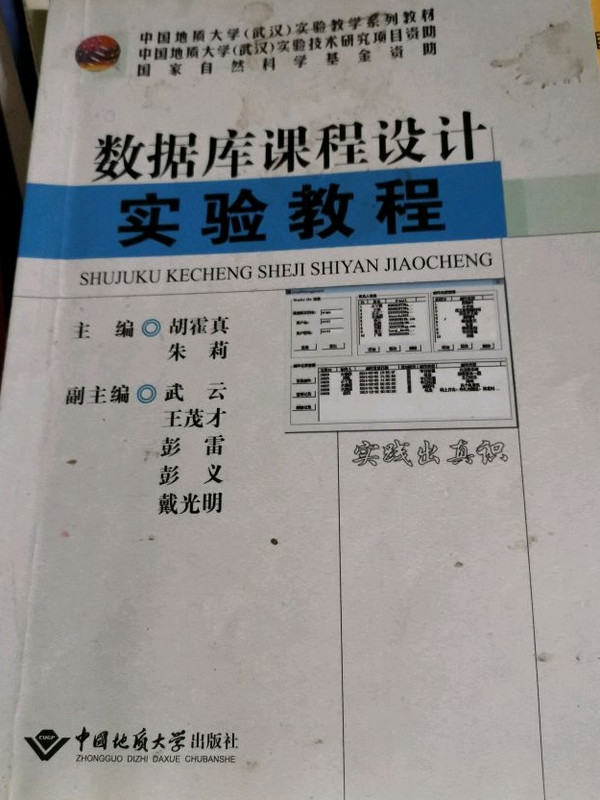 中国地质大学(武汉)实验教学系列教材
中国地质大学(武汉)实验技术研究项目资助
国家自然科学基金资助
数据库课程设计
实验教程
SHUJUKU KECHENG SHEJI SHIYAN JIAOCHENG
主编◎胡霍真
朱莉
副主编◎武云
王茂才
彭雷
彭义
戴光明
实践出真识
CUGP
中国地质大学出版社
ZHONGGUO DIZHI DAXUE CHUBANSHE